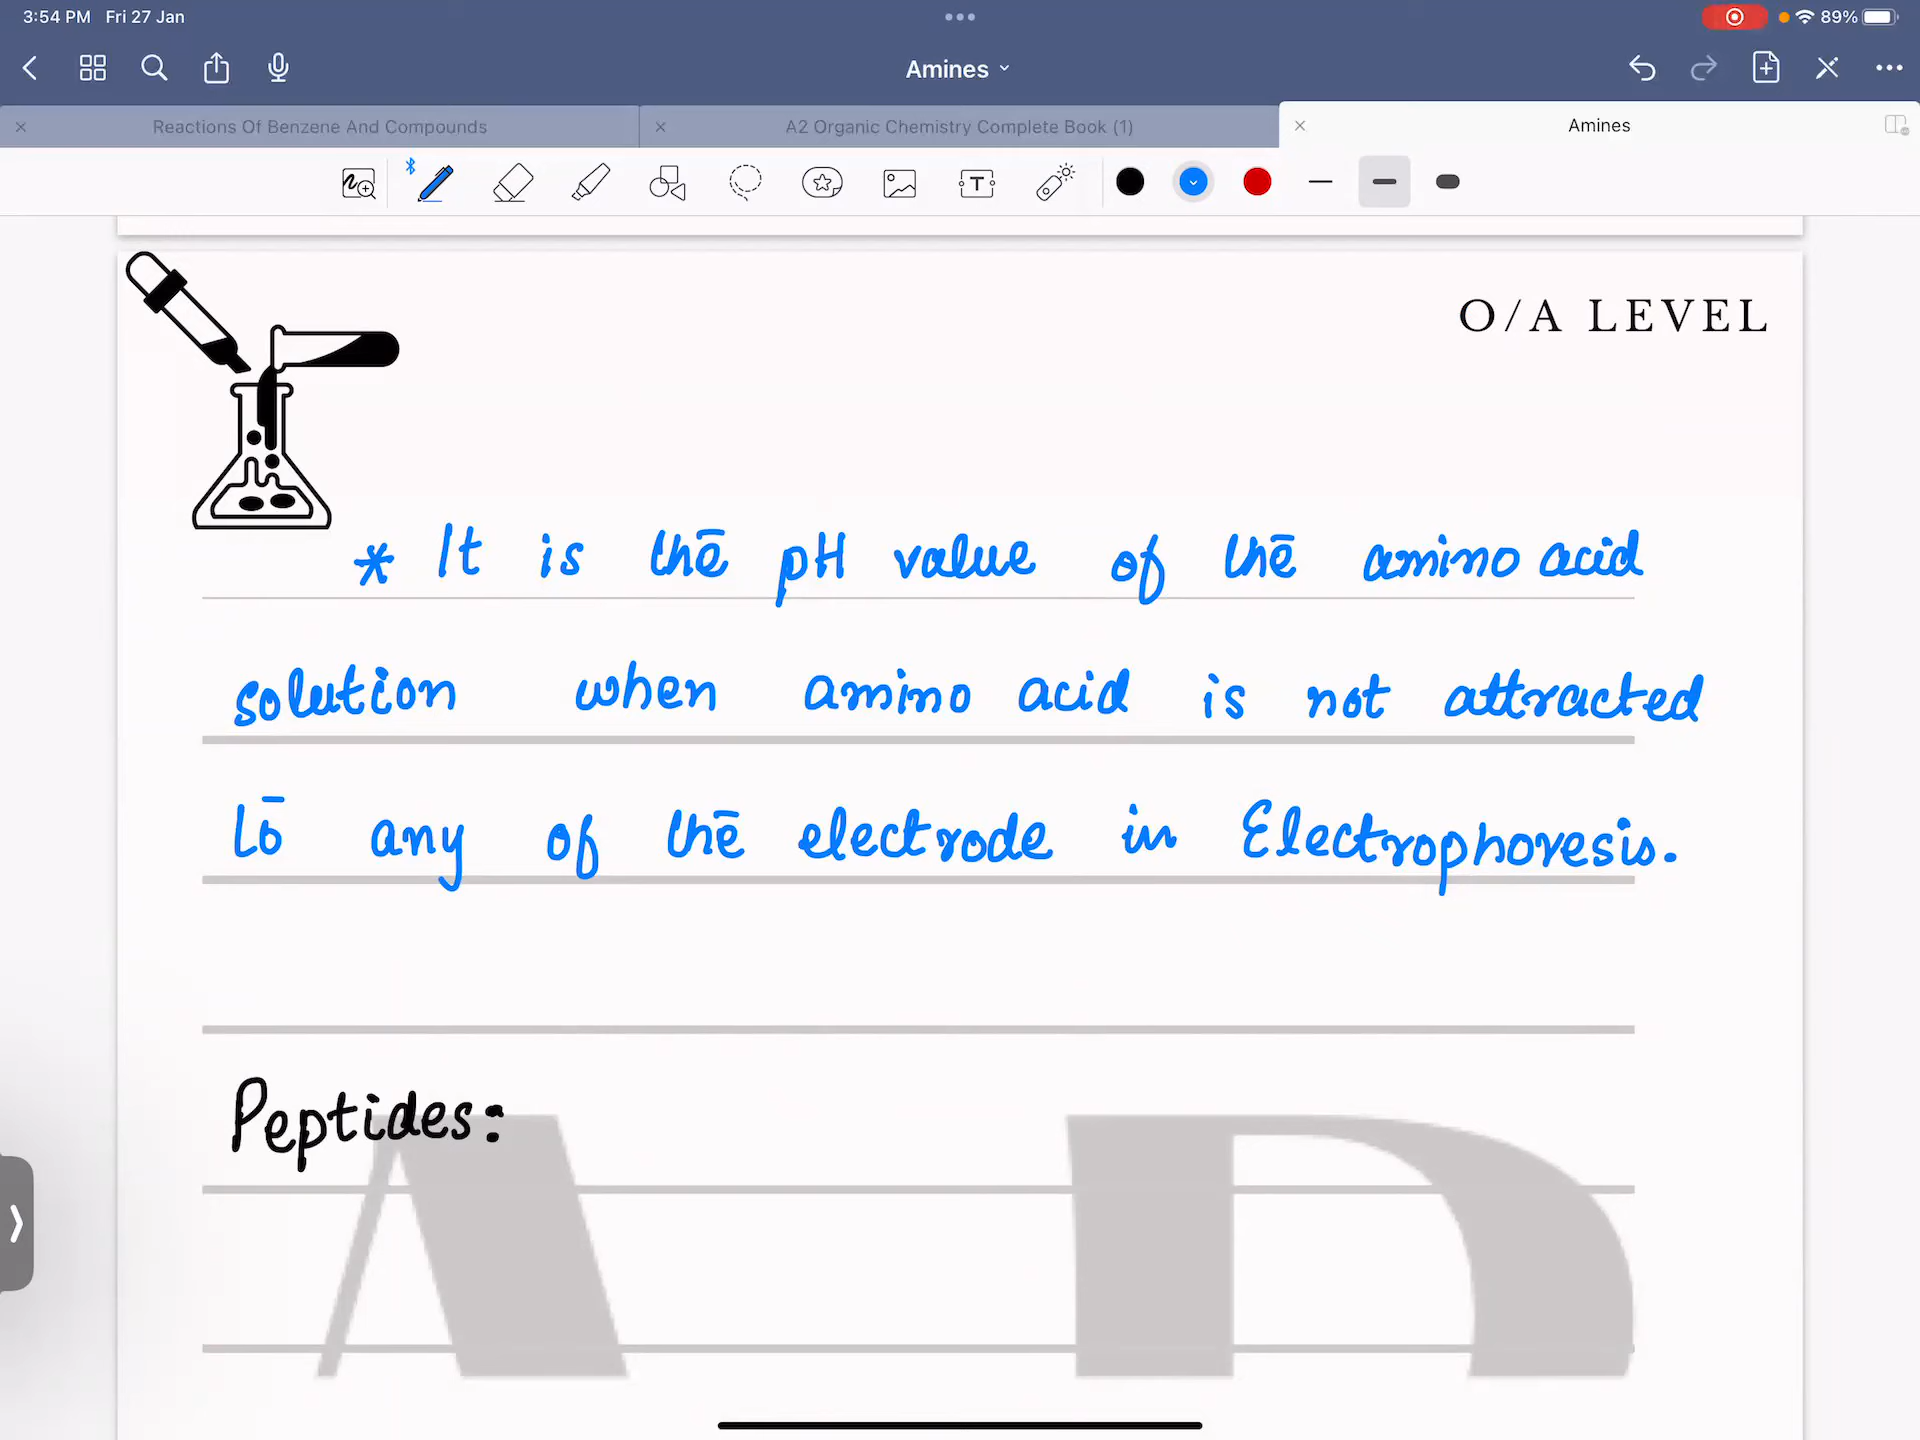 3:54 PM Fri 27 Jan
89%
Amines
Reactions Of Benzene And Compounds
A2 Organic Chemistry Complete Book (1)
Amines
T
O/A LEVEL
* It is the pH value of the amino acid
solution when amino acid is not attracted
to any of the electrode in Electrophoresis.
Peptides: